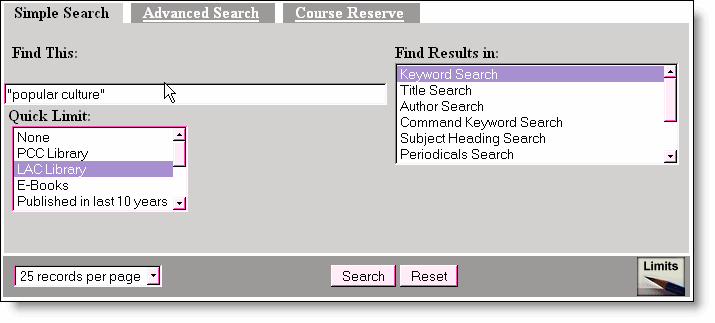 Simple Search Advanced Search Course Reserve
Find This:
"popular culture"
Quick Limit:
None
PCC Library
LAC Library
E-Books
Published in last 10 years
Find Results in:
Keyword Search
Title Search
Author Search
Command Keyword Search
Subject Heading Search
Periodicals Search
25 records per page Search Reset Limits